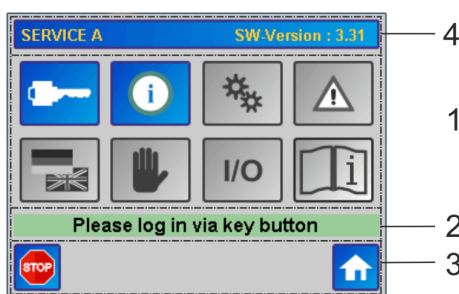 SERVICE A SW-Version : 3.31
4
i
1
I/O i
Please log in via key button
2
STOP
3